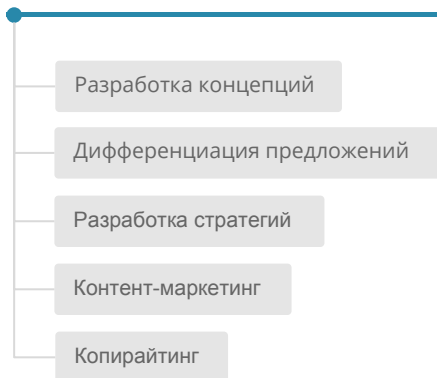 Разработка концепций
Дифференциация предложений
Разработка стратегий
Контент-маркетинг
Копирайтинг